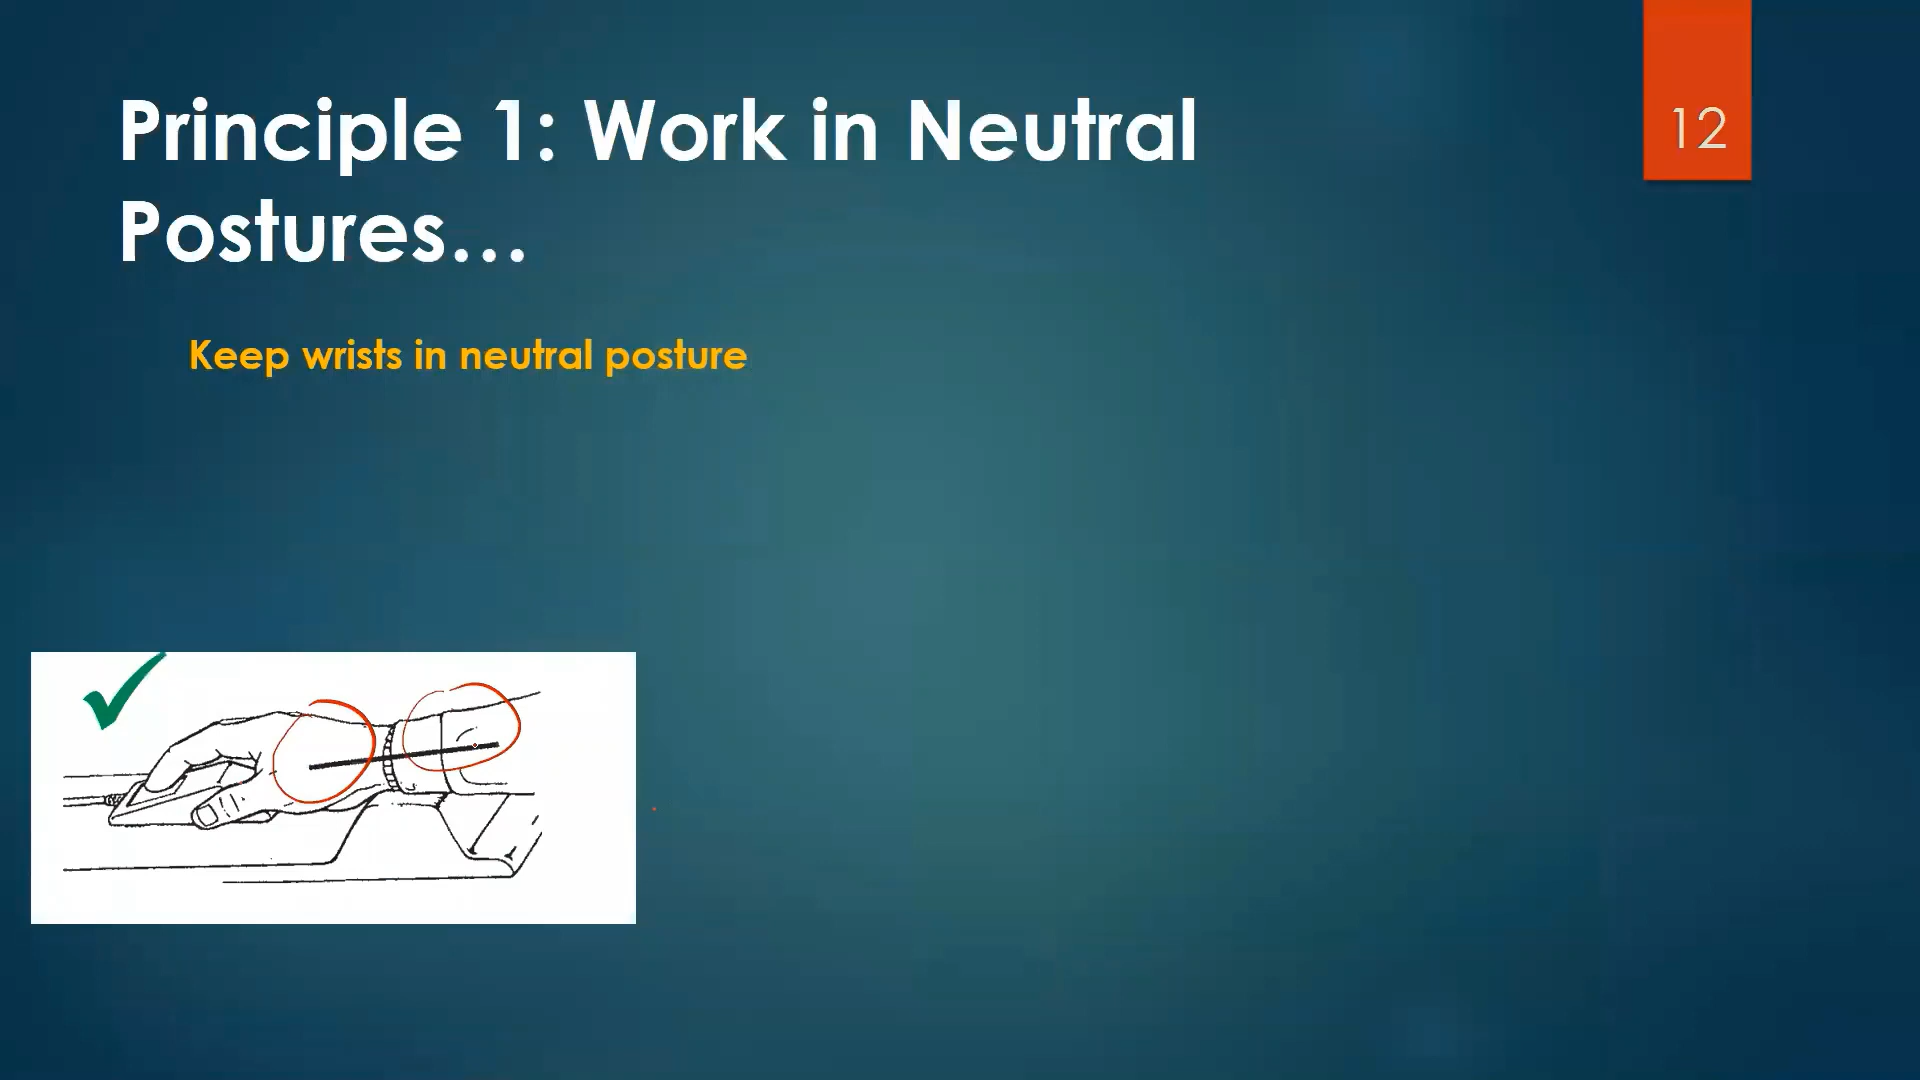 Principle 1: Work in Neutral
Postures...
12
Keep wrists in neutral posture